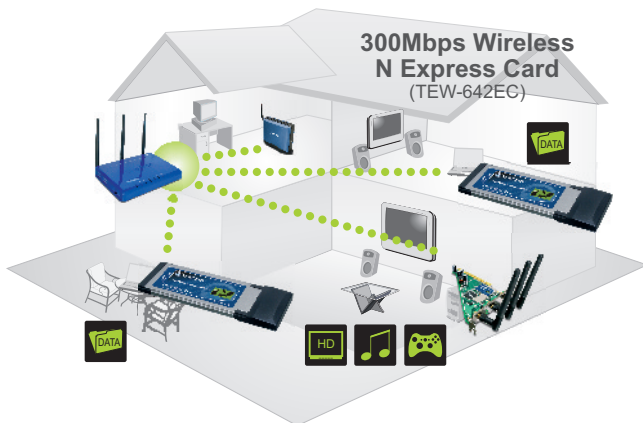 300Mbps Wireless
N Express Card
(TEW-642EC)
DATA
DATA
HD